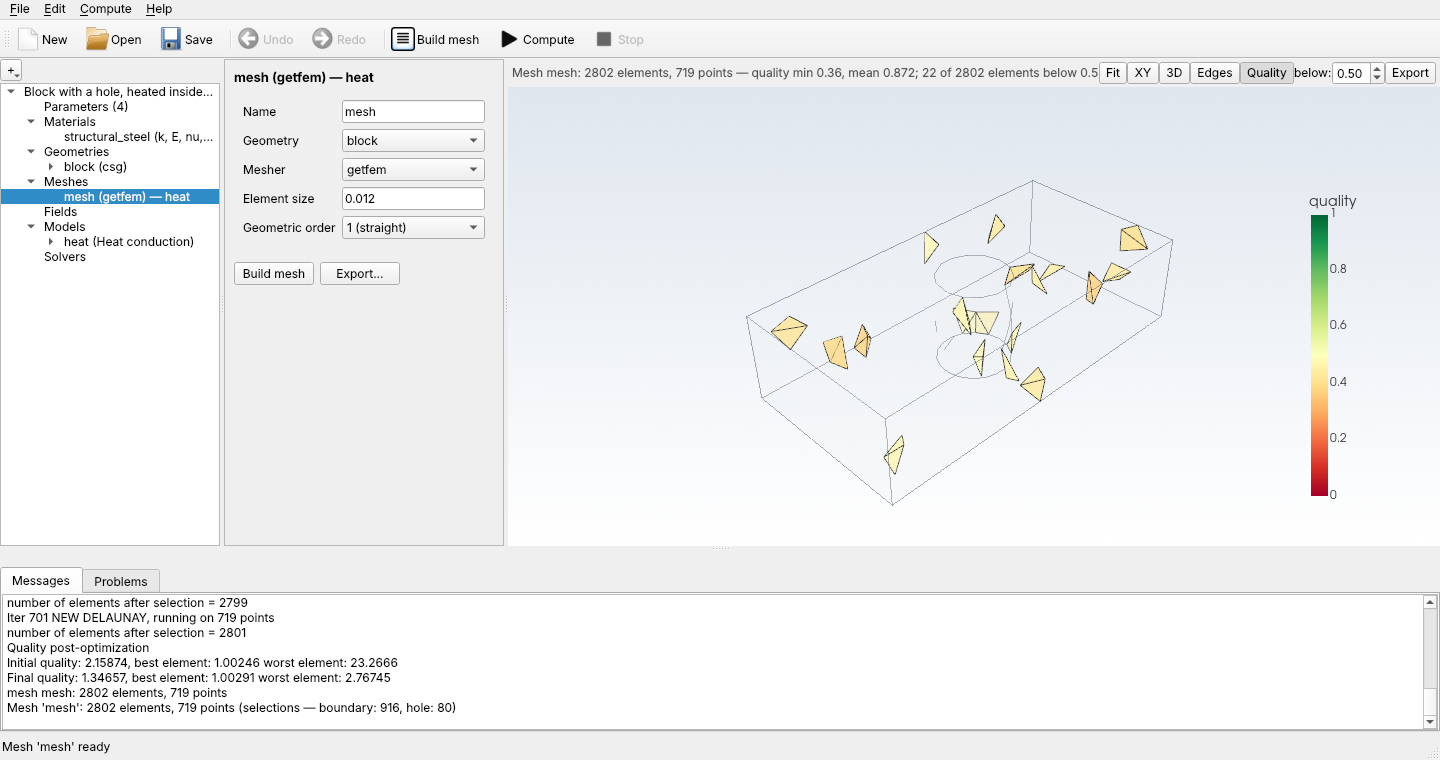 File Edit Compute Help
New Open Save Undo Redo Build mesh Compute Stop
+
Block with a hole, heated inside...
Parameters (4)
Materials
structural_steel (k, E, nu,...
Geometries
block (csg)
Meshes
mesh (getfem) — heat
Fields
Models
heat (Heat conduction)
Solvers
mesh (getfem) — heat
Name mesh
Geometry block
Mesher getfem
Element size 0.012
Geometric order 1 (straight)
Build mesh Export...
Mesh mesh: 2802 elements, 719 points — quality min 0.36, mean 0.872; 22 of 2802 elements below 0.5
Fit XY 3D Edges Quality below: 0.50 Export
quality
1
0.8
0.6
0.4
0.2
0
Messages Problems
number of elements after selection = 2799
Iter 701 NEW DELAUNAY, running on 719 points
number of elements after selection = 2801
Quality post-optimization
Initial quality: 2.15874, best element: 1.00246 worst element: 23.2666
Final quality: 1.34657, best element: 1.00291 worst element: 2.76745
mesh mesh: 2802 elements, 719 points
Mesh 'mesh': 2802 elements, 719 points (selections — boundary: 916, hole: 80)
Mesh 'mesh' ready